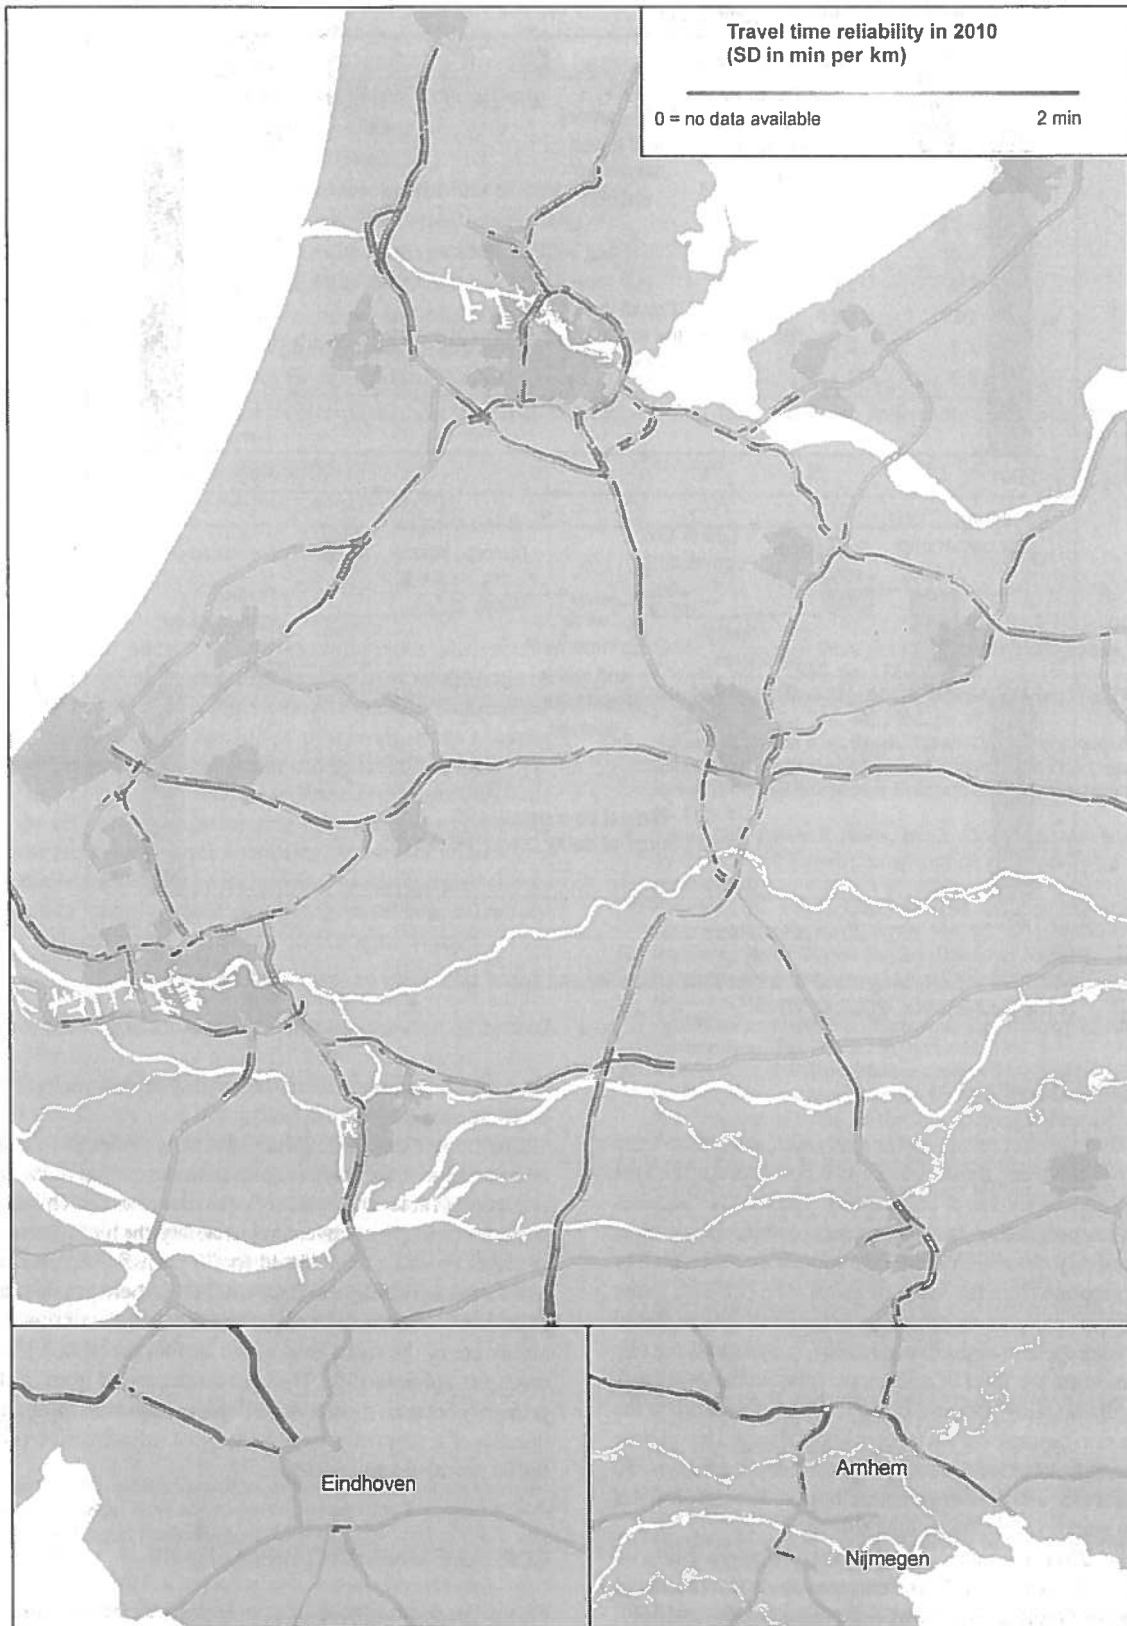 Travel time reliability in 2010
(SD in min per km)
0 = no data available
2 min
Eindhoven
Arnhem
Nijmegen